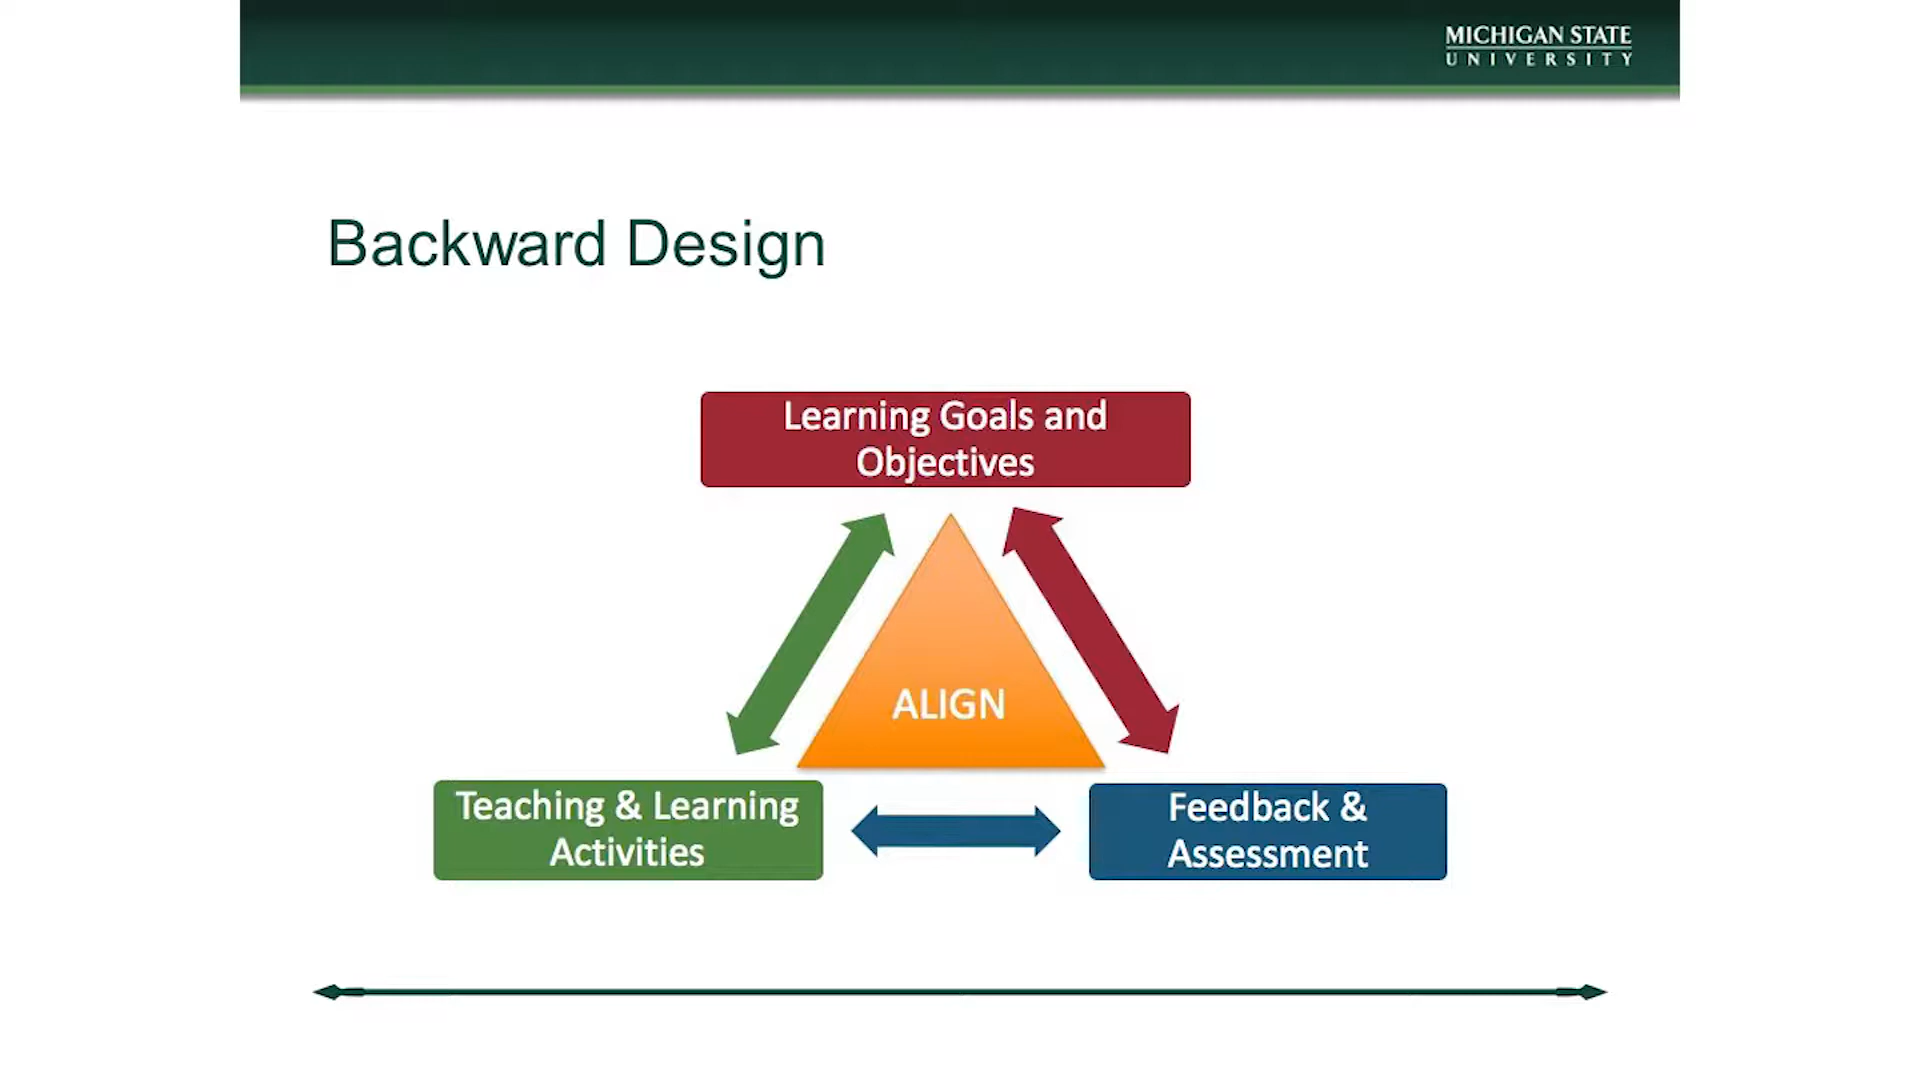 MICHIGAN STATE
UNIVERSITY
Backward Design
Learning Goals and
Objectives
ALIGN
Teaching & Learning
Activities
Feedback &
Assessment